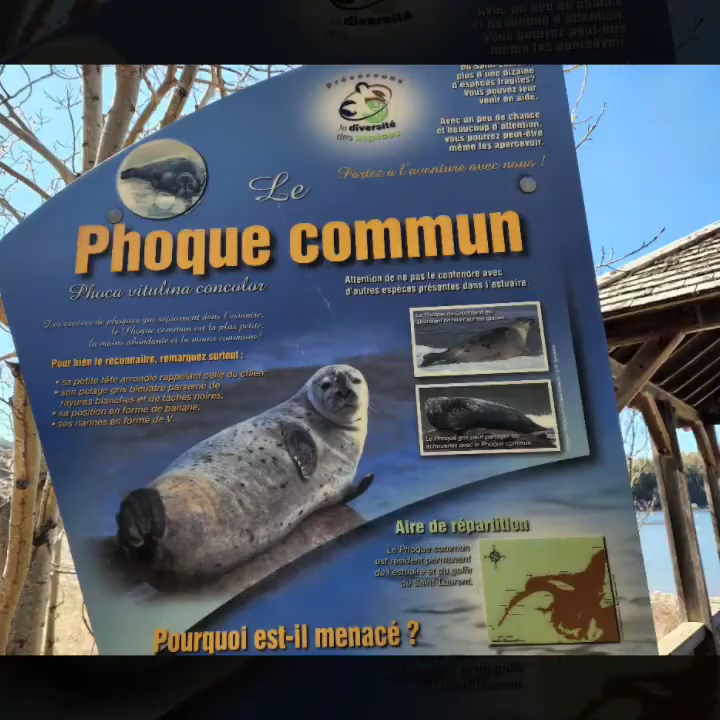 Préservons
la diversité
des espèces
plus d'une dizaine
d'espèces fragiles?
Vous pouvez leur
venir en aide.
Avec un peu de chance
et beaucoup d'attention,
vous pourrez peut-être
même les apercevoir.
Partez à l'aventure avec nous !
Le
Phoque commun
Phoca vitulina concolor
Attention de ne pas le confondre avec
d'autres espèces présentes dans l'estuaire.
Des espèces de phoques qui séjournent dans l'estuaire,
le Phoque commun est la plus petite,
la moins abondante et la moins commune!
Pour bien le reconnaître, remarquez surtout :
• sa petite tête arrondie rappelant celle du chien;
• son pelage gris bleuâtre parsemé de
rayures blanches et de taches noires;
• sa position en forme de banane;
• ses narines en forme de V.
Le Phoque du Groenland
Le Phoque gris peut partager les
échoueries avec le Phoque commun.
Aire de répartition
Le Phoque commun
est résident permanent
de l'estuaire et du golfe
du Saint-Laurent.
Pourquoi est-il menacé ?